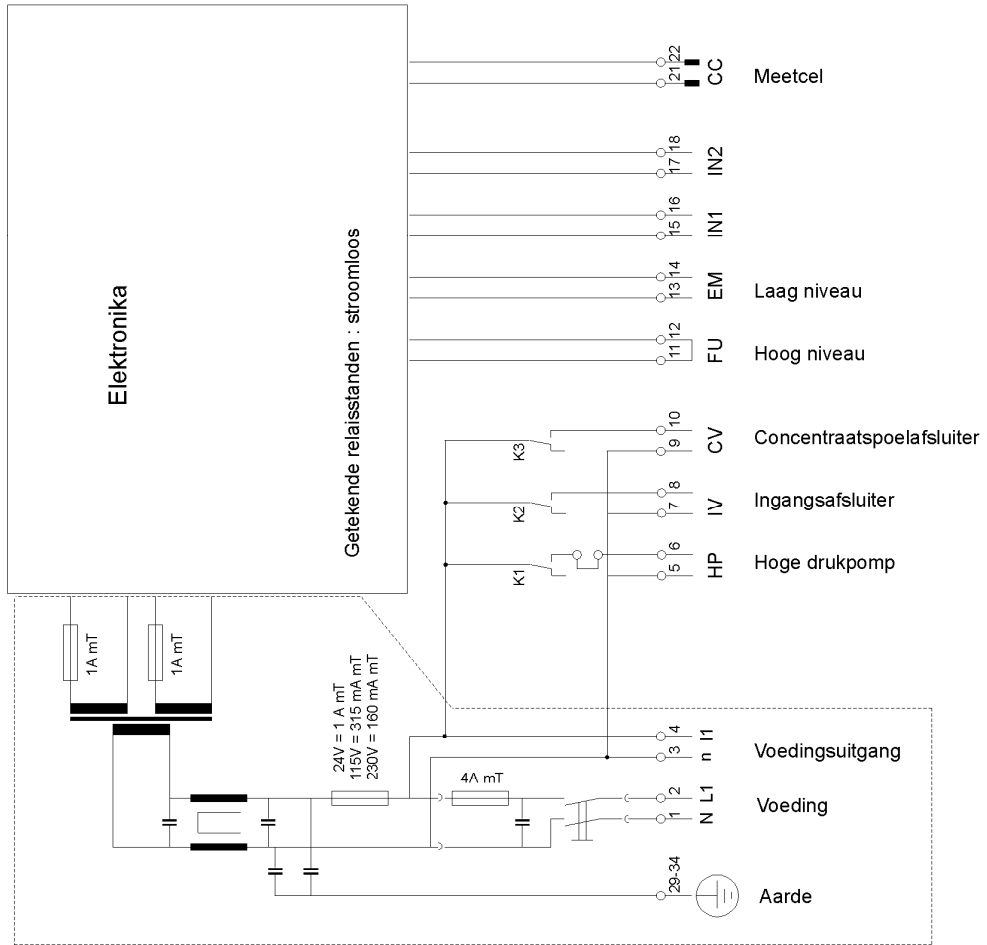 22
21
CC
Meetcel
18
17
IN2
16
15
IN1
14
13
EM
Laag niveau
12
11
FU
Hoog niveau
Elektronika
Getekende relaisstanden : stroomloos
K3
10
9
CV
Concentraatspoelafsluiter
K2
8
7
IV
Ingangsafsluiter
K1
6
5
HP
Hoge drukpomp
1A mT
1A mT
24V = 1 A mT
115V = 315 mA mT
230V = 160 mA mT
4 l1
3 n
Voedingsuitgang
4A mT
2 L1
1 N
Voeding
29-34
Aarde